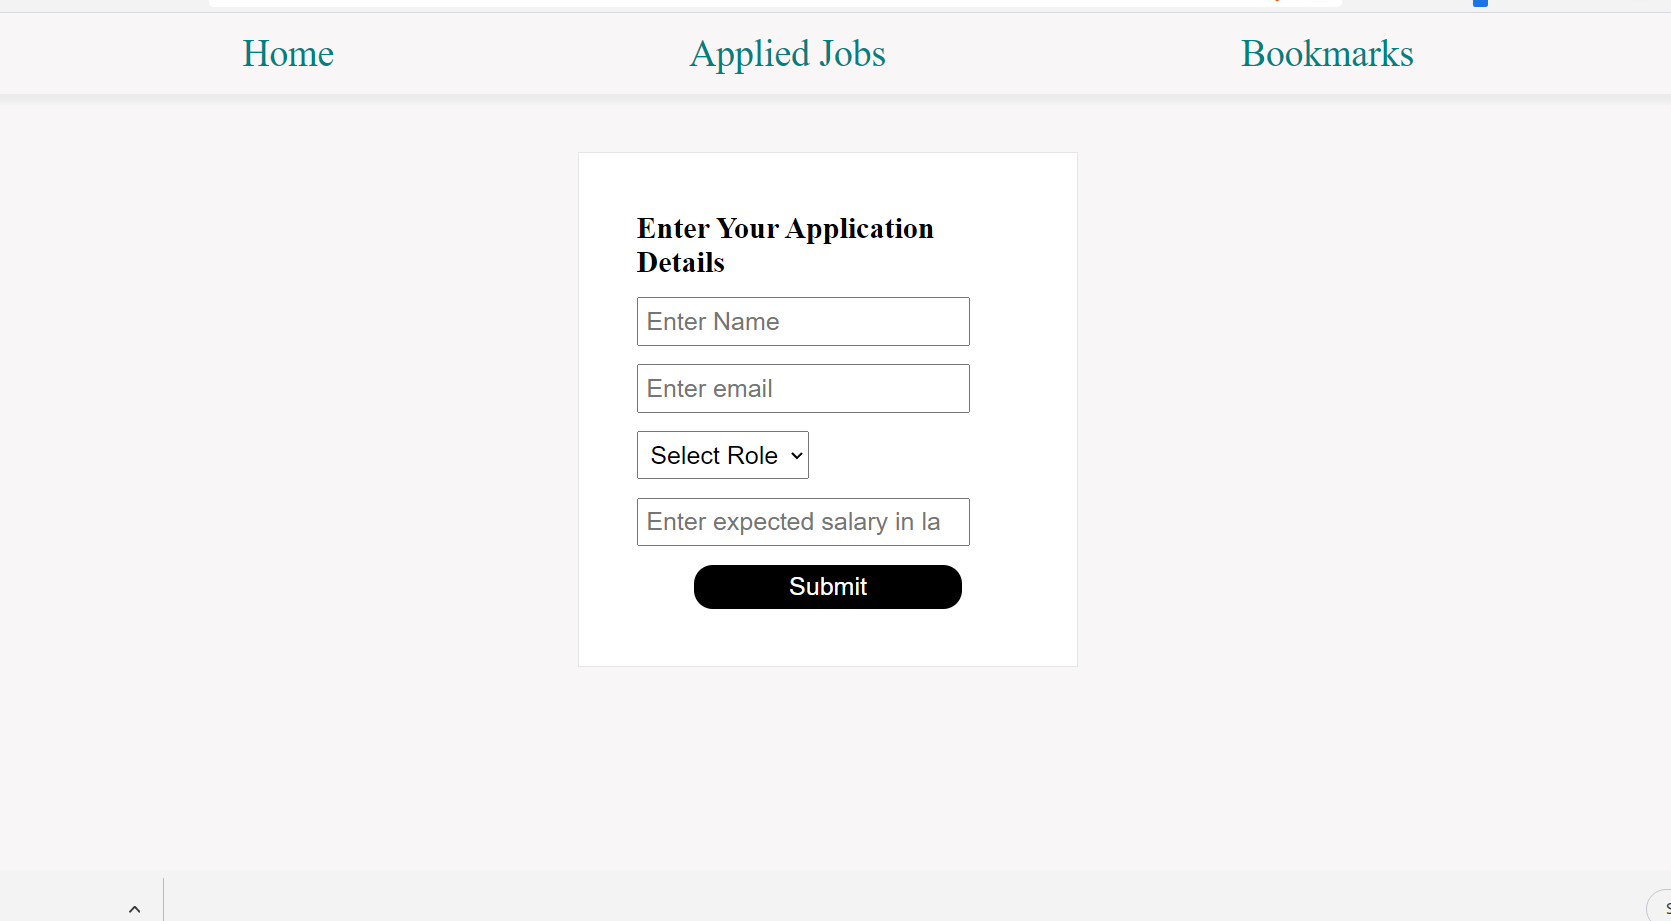 Home Applied Jobs Bookmarks
Enter Your Application
Details
Enter Name
Enter email
Select Role
Enter expected salary in la
Submit